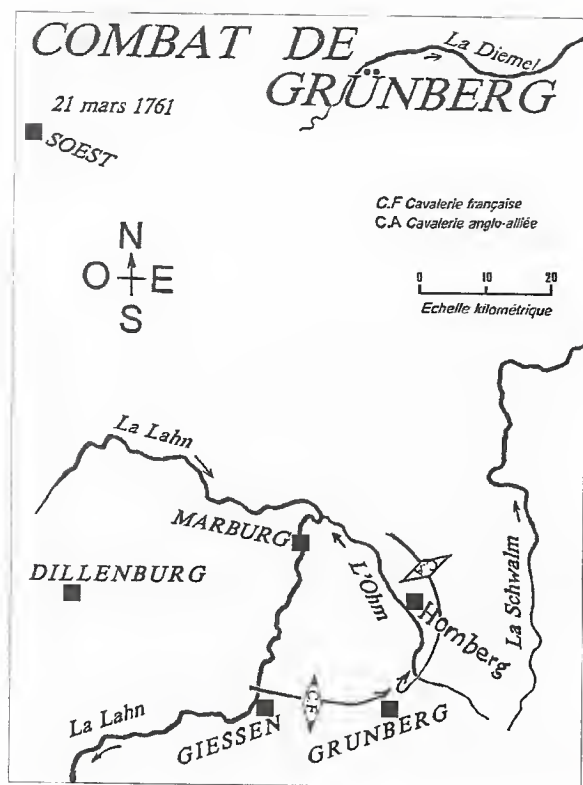 COMBAT DE
GRÜNBERG
La Diemel
21 mars 1761
SOEST
C.F Cavalerie française
C.A Cavalerie anglo-alliée
N
O E
S
0 10 20
Echelle kilométrique
La Lahn
MARBURG
L'Ohm
C.A
La Schwalm
DILLENBURG
Homberg
C.F
La Lahn
GIESSEN
GRUNBERG